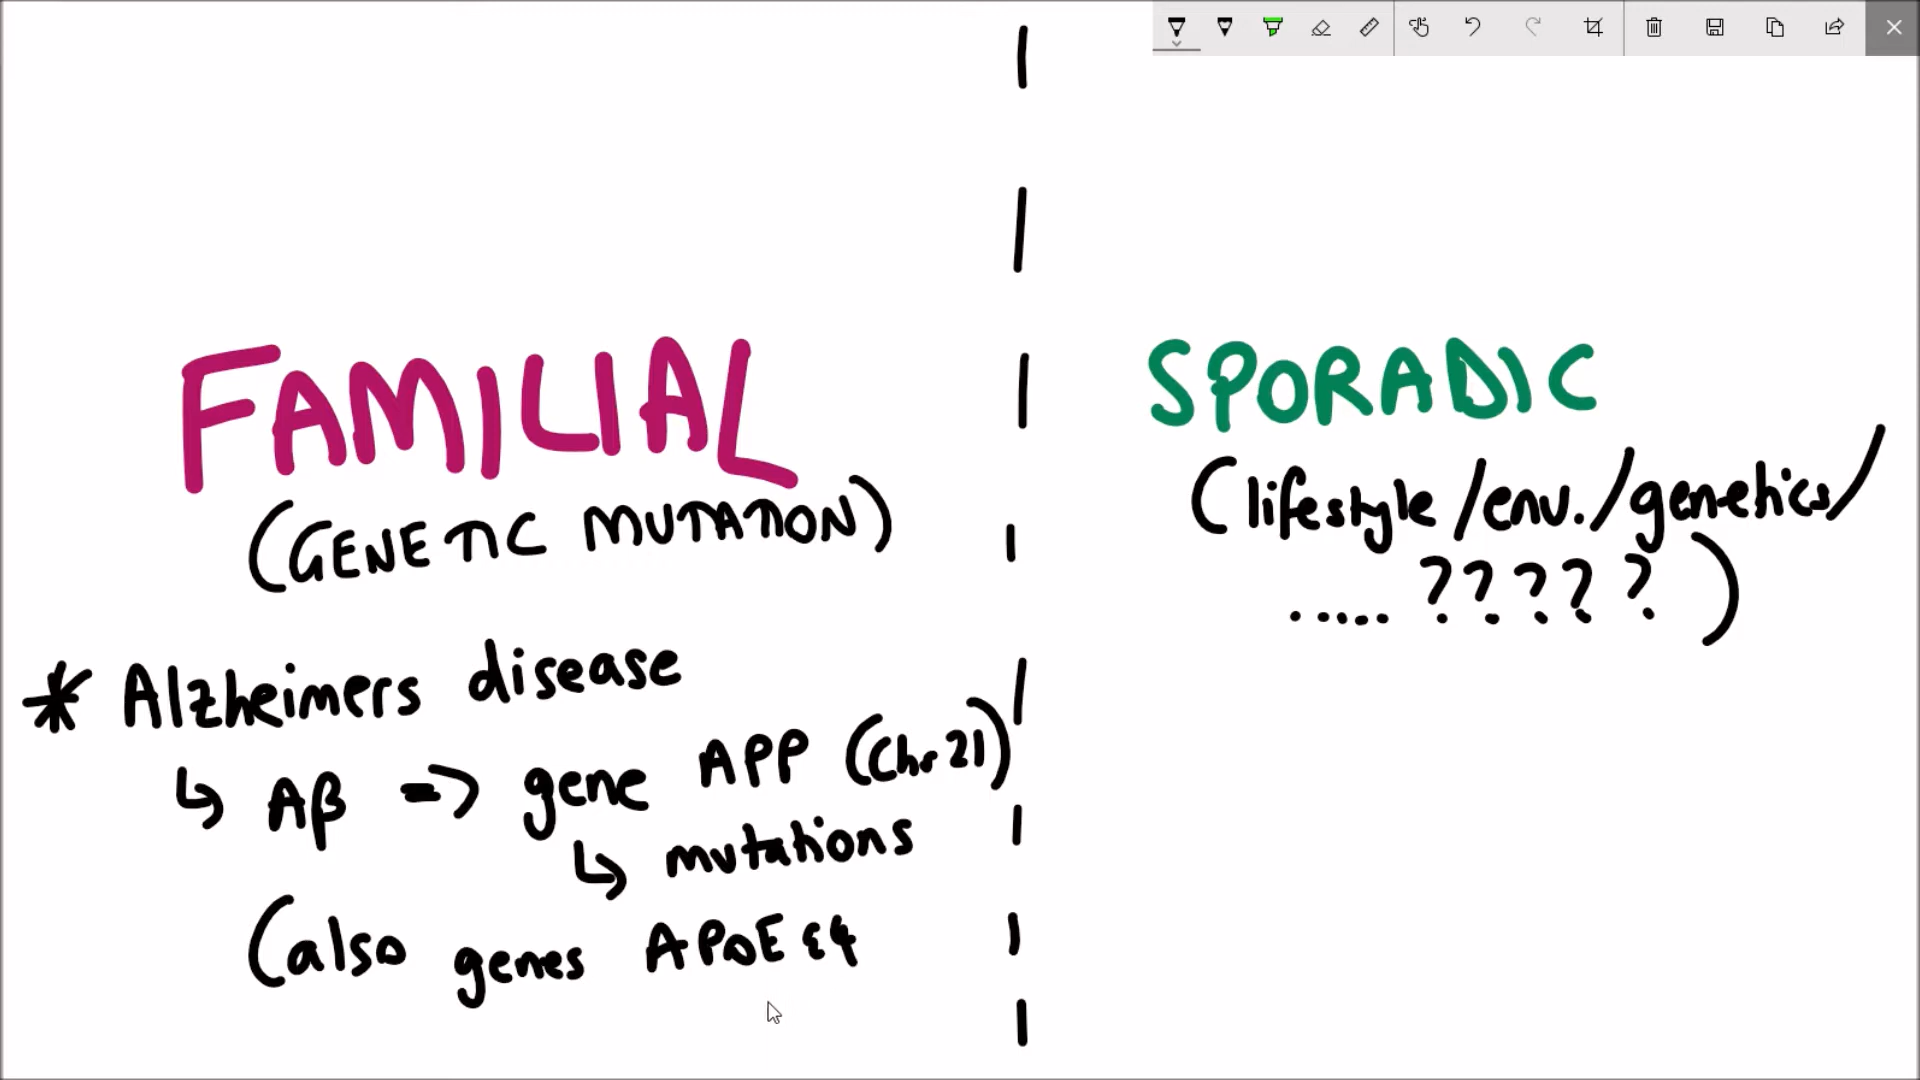 FAMILIAL
(GENETIC MUTATION)
* Alzheimers disease
↳ Aβ => gene APP (Chr 21)
↳ mutations
(also genes APOE ε4
SPORADIC
(lifestyle/env./genetics/
..... ?????)